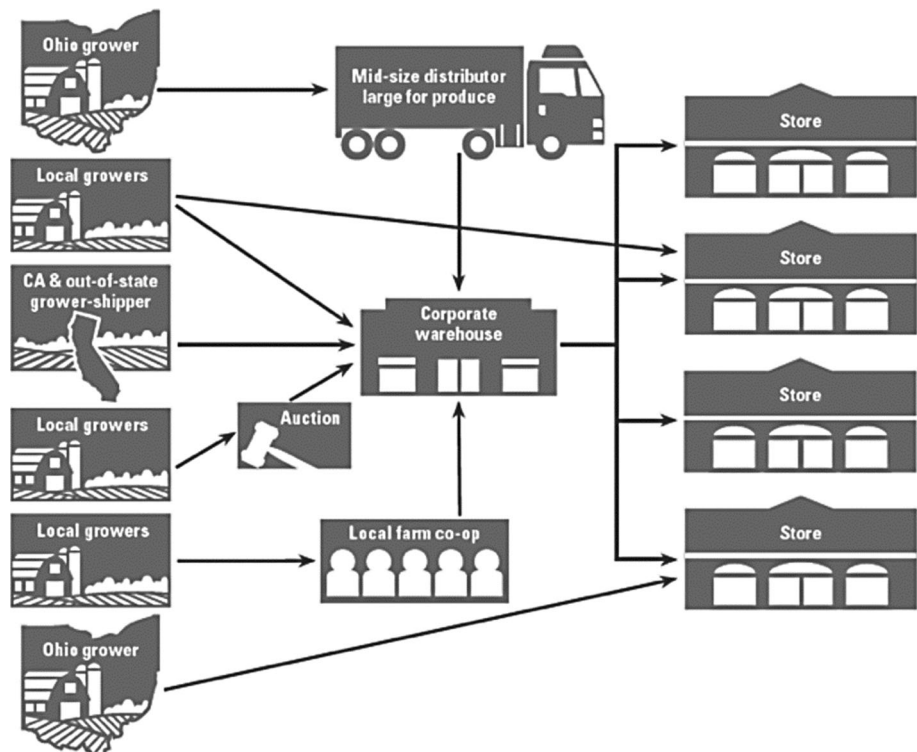 Ohio grower
Mid-size distributor
large for produce
Store
Local growers
Store
CA & out-of-state
grower-shipper
Corporate
warehouse
Store
Local growers
Auction
Local growers
Local farm co-op
Store
Ohio grower